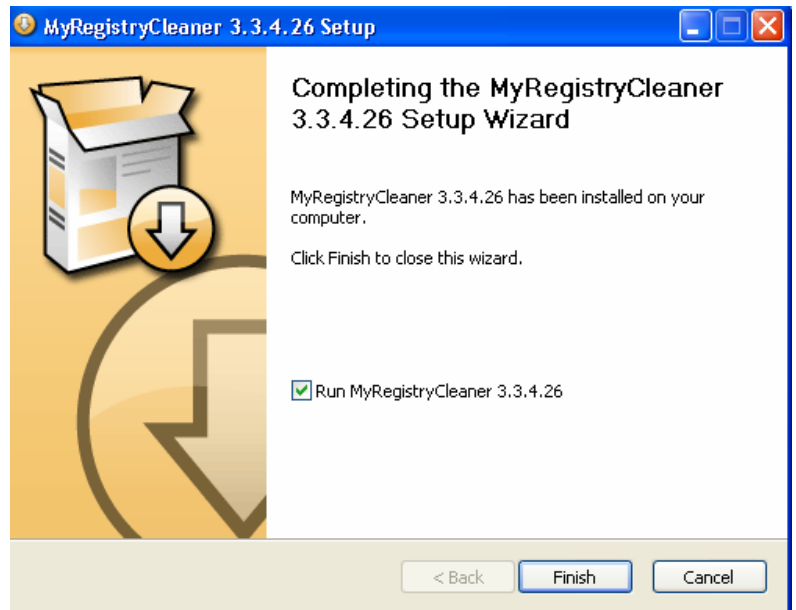 MyRegistryCleaner 3.3.4.26 Setup
Completing the MyRegistryCleaner
3.3.4.26 Setup Wizard
MyRegistryCleaner 3.3.4.26 has been installed on your
computer.
Click Finish to close this wizard.
Run MyRegistryCleaner 3.3.4.26
< Back
Finish
Cancel